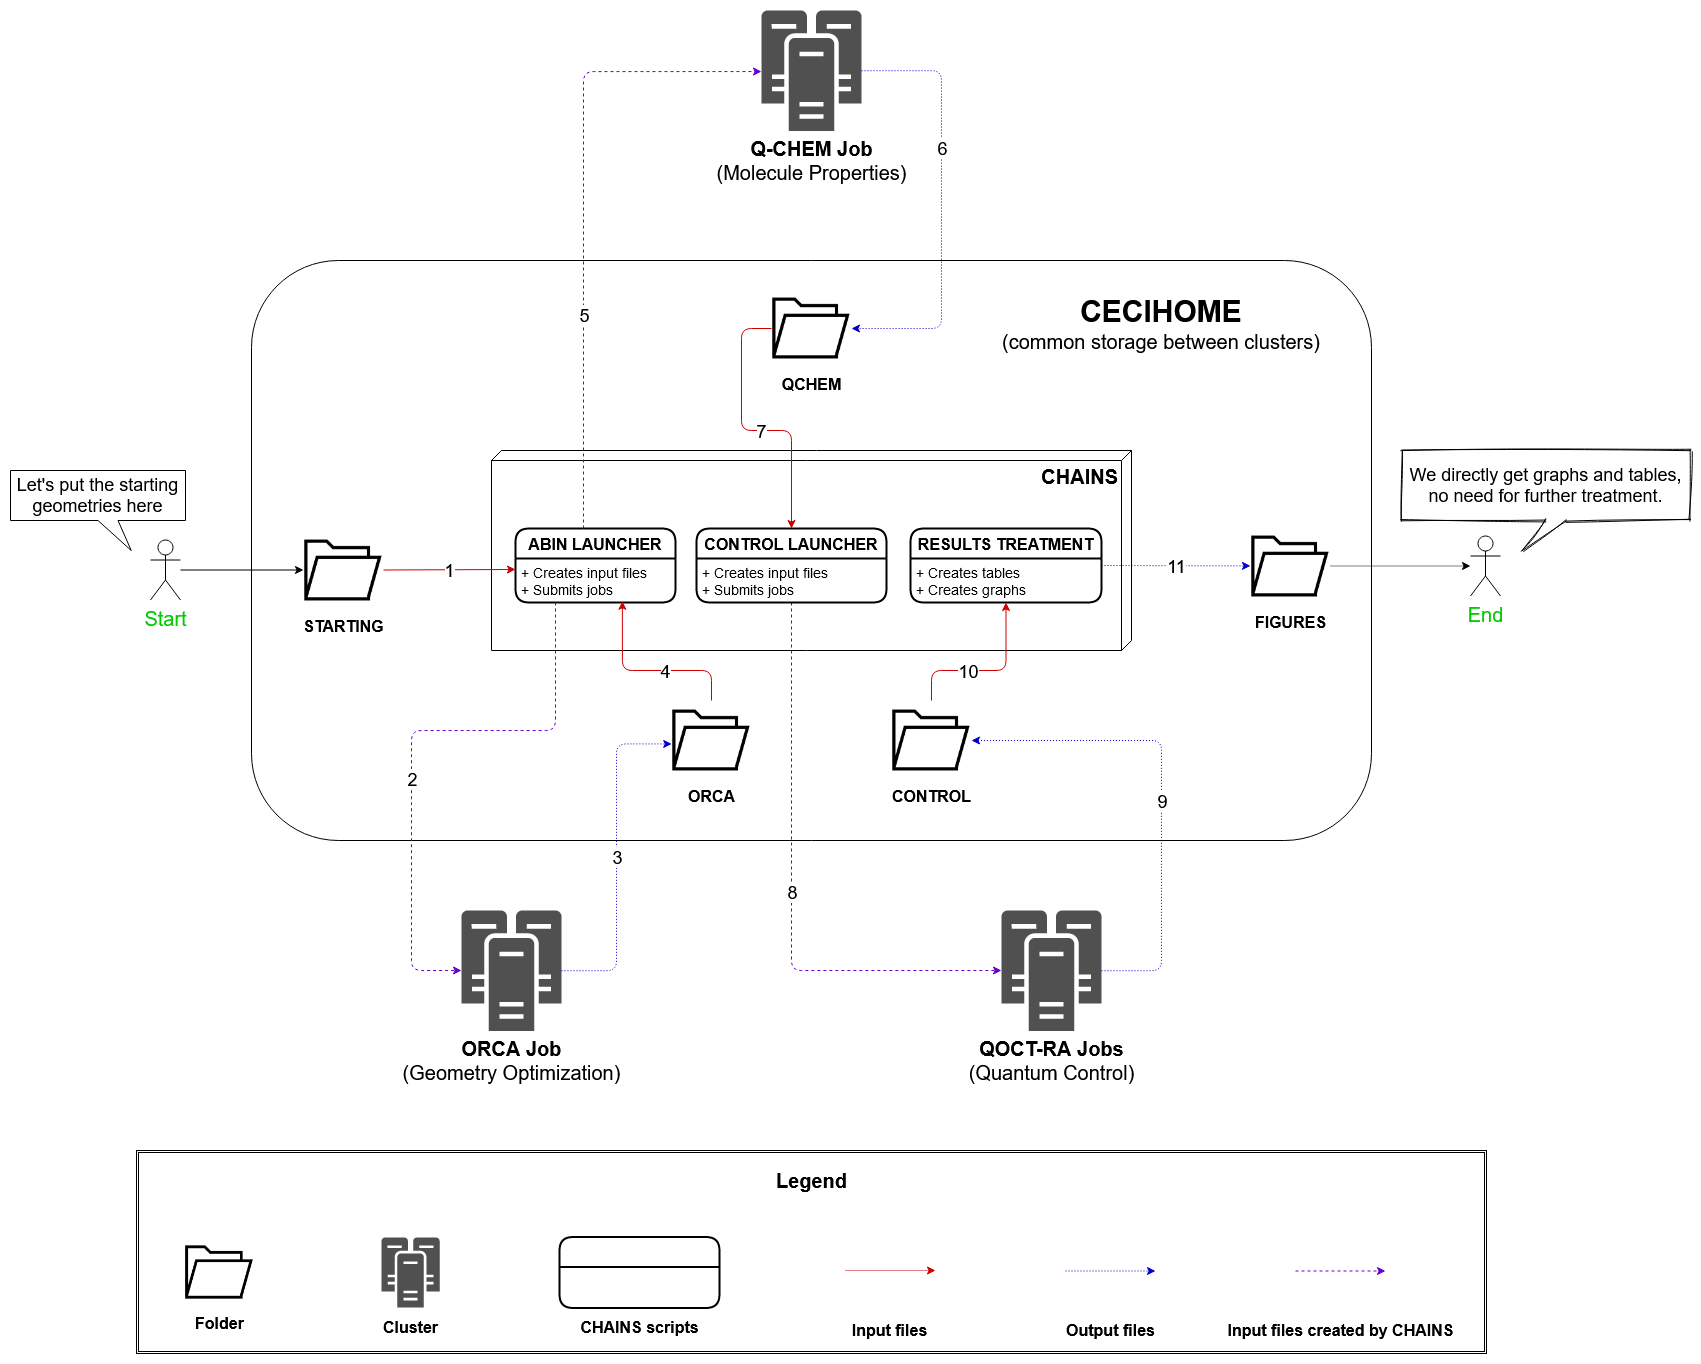 Q-CHEM Job
(Molecule Properties)
6
5
CECIHOME
(common storage between clusters)
QCHEM
7
CHAINS
Let's put the starting
geometries here
We directly get graphs and tables,
no need for further treatment.
Start
STARTING
1
ABIN LAUNCHER
+ Creates input files
+ Submits jobs
CONTROL LAUNCHER
+ Creates input files
+ Submits jobs
RESULTS TREATMENT
+ Creates tables
+ Creates graphs
11
FIGURES
End
4
10
2
ORCA
CONTROL
9
3
8
ORCA Job
(Geometry Optimization)
QOCT-RA Jobs
(Quantum Control)
Legend
Folder
Cluster
CHAINS scripts
Input files
Output files
Input files created by CHAINS